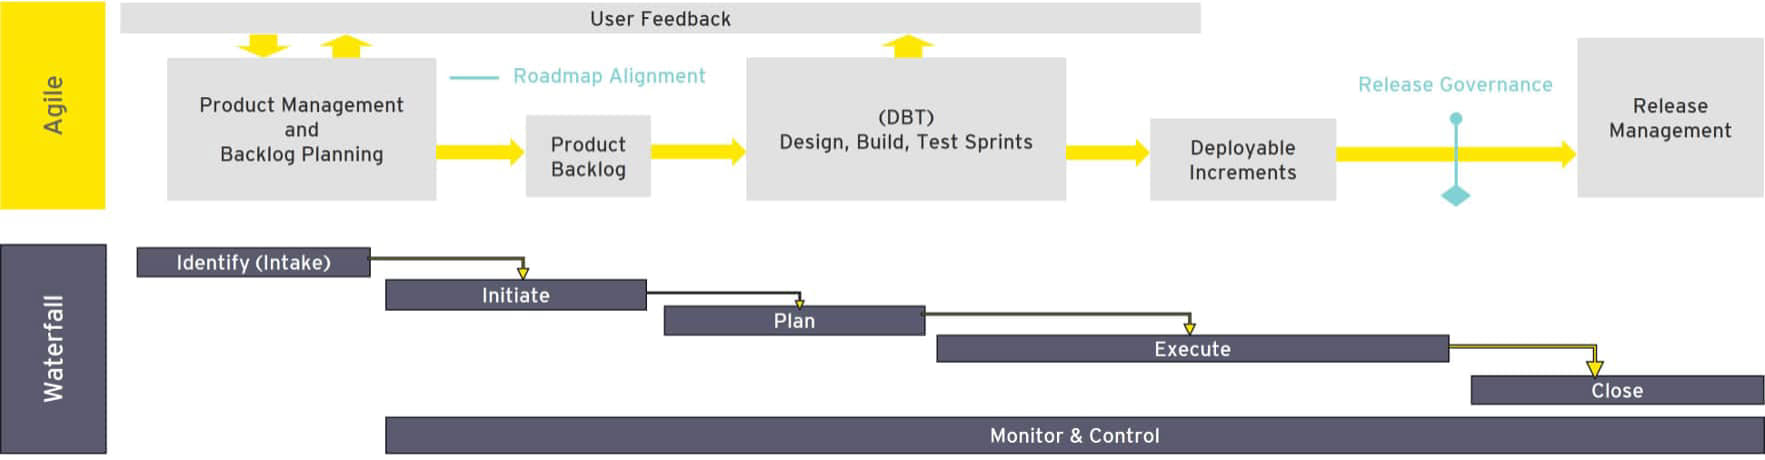 Agile
User Feedback
Product Management
and
Backlog Planning
Roadmap Alignment
Product
Backlog
(DBT)
Design, Build, Test Sprints
Deployable
Increments
Release Governance
Release
Management
Waterfall
Identify (Intake)
Initiate
Plan
Execute
Close
Monitor & Control